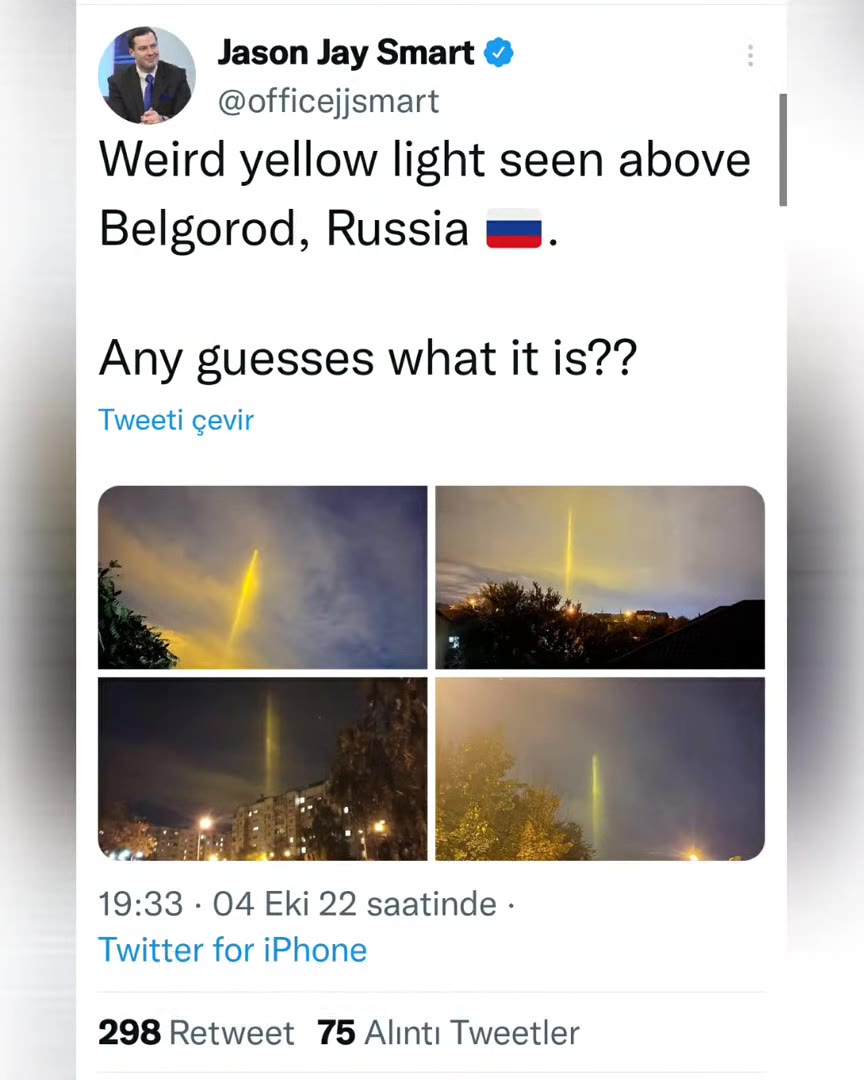 Jason Jay Smart
@officejjsmart
Weird yellow light seen above
Belgorod, Russia 🇷🇺.
Any guesses what it is??
Tweeti çevir
19:33 · 04 Eki 22 saatinde ·
Twitter for iPhone
298 Retweet 75 Alıntı Tweetler